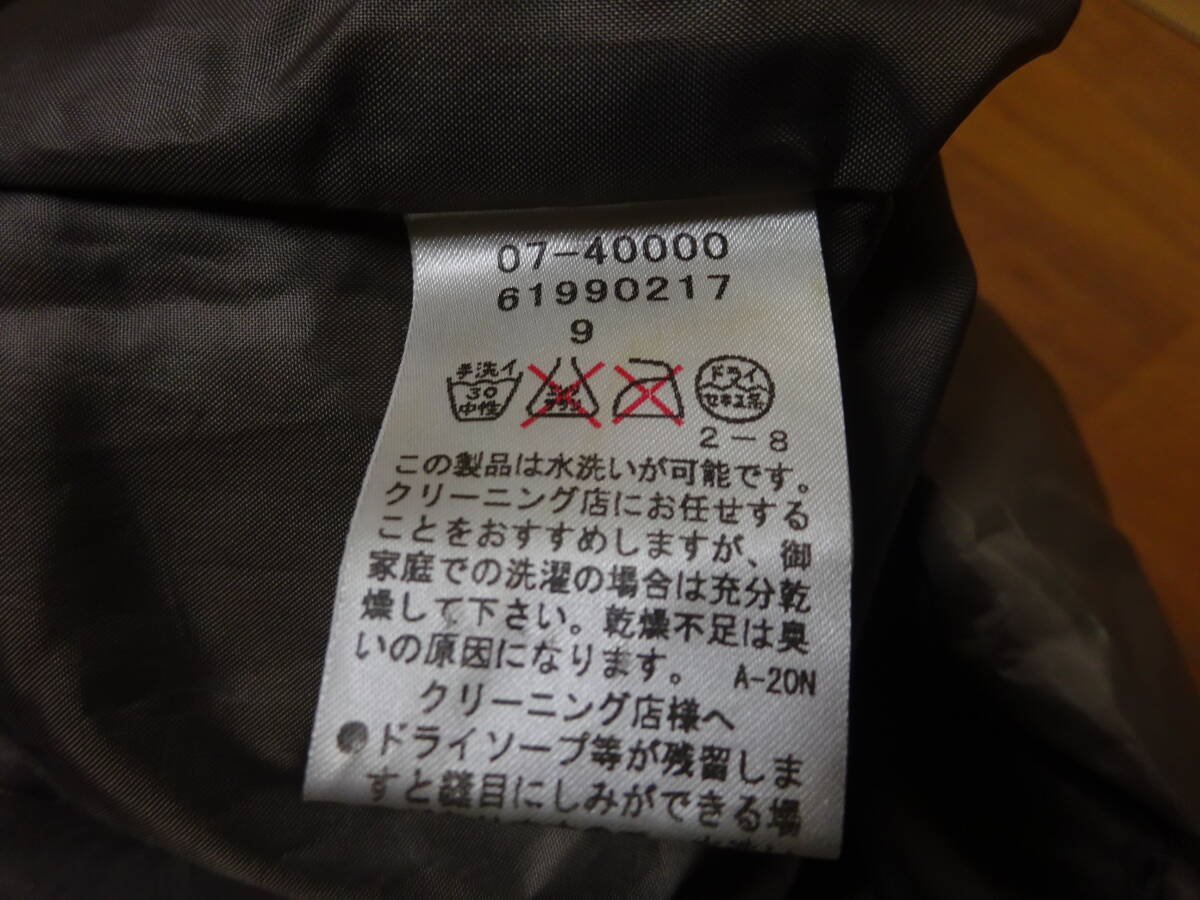 07-40000
61990217
9
手洗イ 30 中性 エンソサラシ ドライ セキユ系
2-8
この製品は水洗いが可能です。
クリーニング店にお任せする
ことをおすすめしますが、御
家庭での洗濯の場合は充分乾
燥して下さい。乾燥不足は臭
いの原因になります。 A-20N
クリーニング店様へ
●ドライソープ等が残留しま
すと縫目にしみができる場